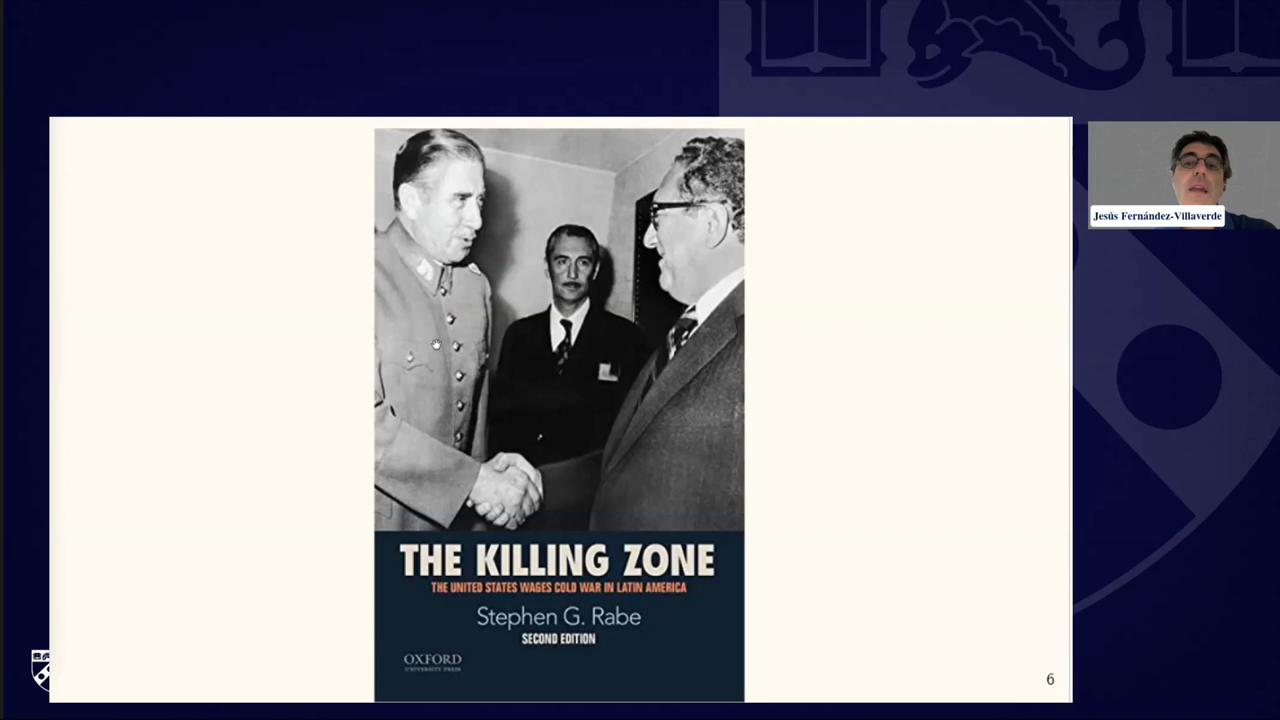 THE KILLING ZONE
THE UNITED STATES WAGES COLD WAR IN LATIN AMERICA
Stephen G. Rabe
SECOND EDITION
OXFORD
UNIVERSITY PRESS
6
Jesús Fernández-Villaverde